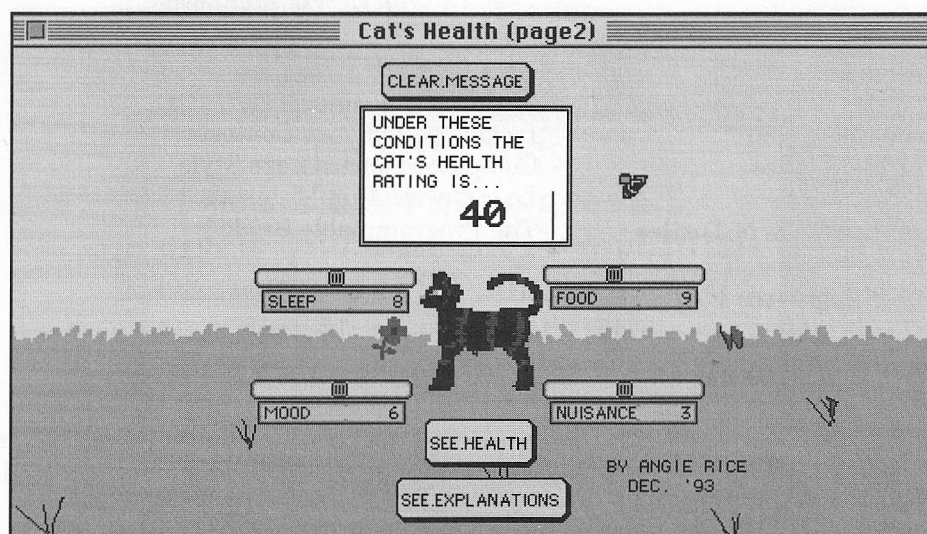 Cat's Health (page2)
CLEAR.MESSAGE
UNDER THESE
CONDITIONS THE
CAT'S HEALTH
RATING IS...
40
SLEEP 8
FOOD 9
MOOD 6
NUISANCE 3
SEE.HEALTH
BY ANGIE RICE
DEC. '93
SEE.EXPLANATIONS